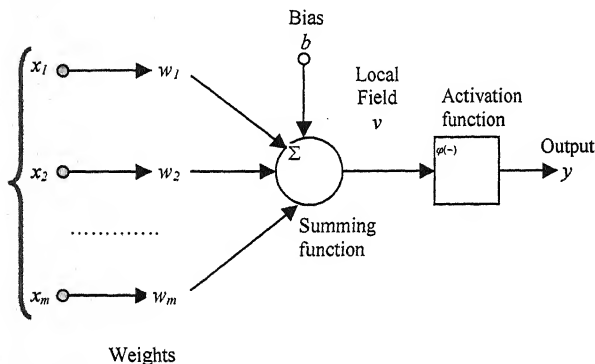 Bias
b
x1 w1
Local
Field
v
Activation
function
Σ
φ(–)
Output
y
x2 w2
Summing
function
.............
xm wm
Weights